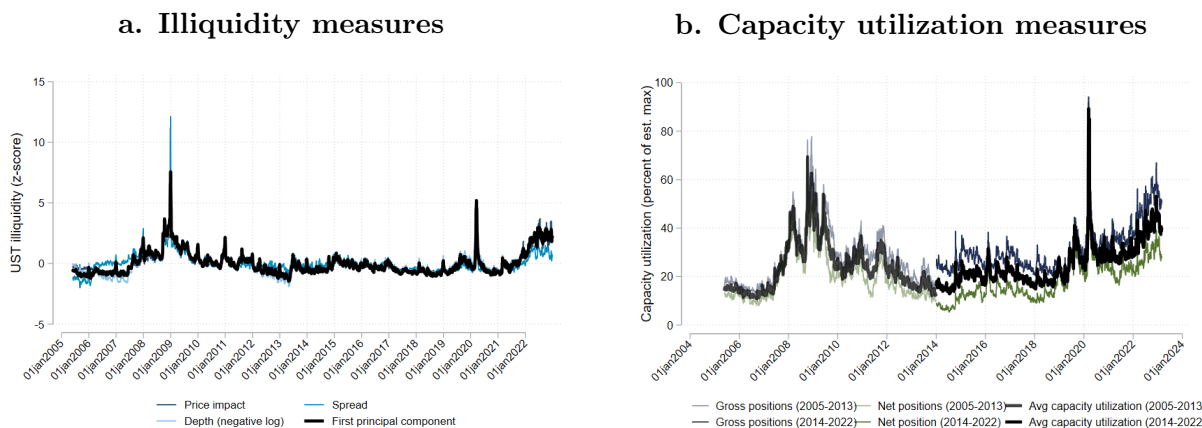 a. Illiquidity measures
UST illiquidity (z-score)
15
10
5
0
-5
01jan2005
01jan2006
01jan2007
01jan2008
01jan2009
01jan2010
01jan2011
01jan2012
01jan2013
01jan2014
01jan2015
01jan2016
01jan2017
01jan2018
01jan2019
01jan2020
01jan2021
01jan2022
Price impact
Spread
Depth (negative log)
First principal component
b. Capacity utilization measures
Capacity utilization (percent of est. max)
100
80
60
40
20
0
01jan2004
01jan2006
01jan2008
01jan2010
01jan2012
01jan2014
01jan2016
01jan2018
01jan2020
01jan2022
01jan2024
Gross positions (2005-2013)
Net positions (2005-2013)
Avg capacity utilization (2005-2013
Gross positions (2014-2022)
Net position (2014-2022)
Avg capacity utilization (2014-2022